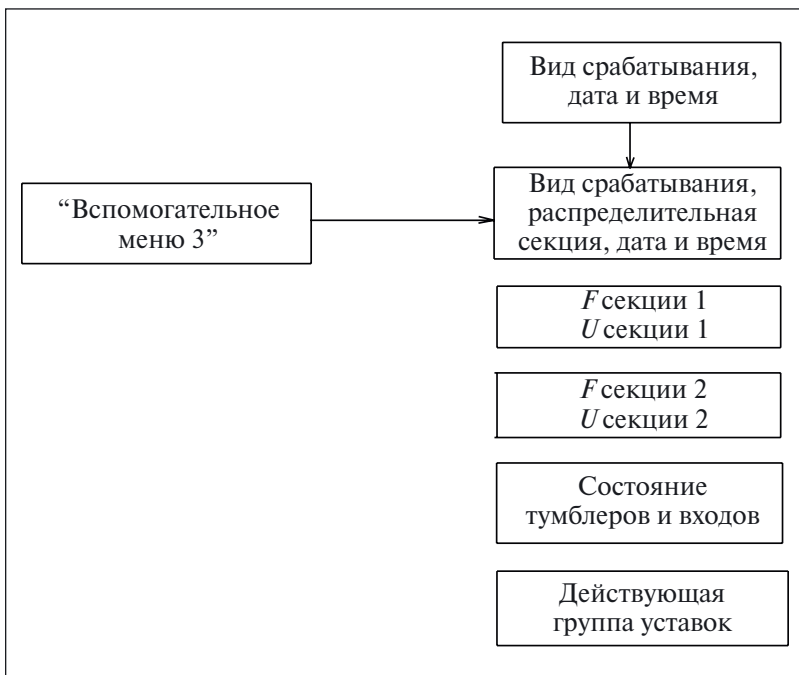 Вид срабатывания,
дата и время
“Вспомогательное
меню 3”
Вид срабатывания,
распределительная
секция, дата и время
F секции 1
U секции 1
F секции 2
U секции 2
Состояние
тумблеров и входов
Действующая
группа уставок